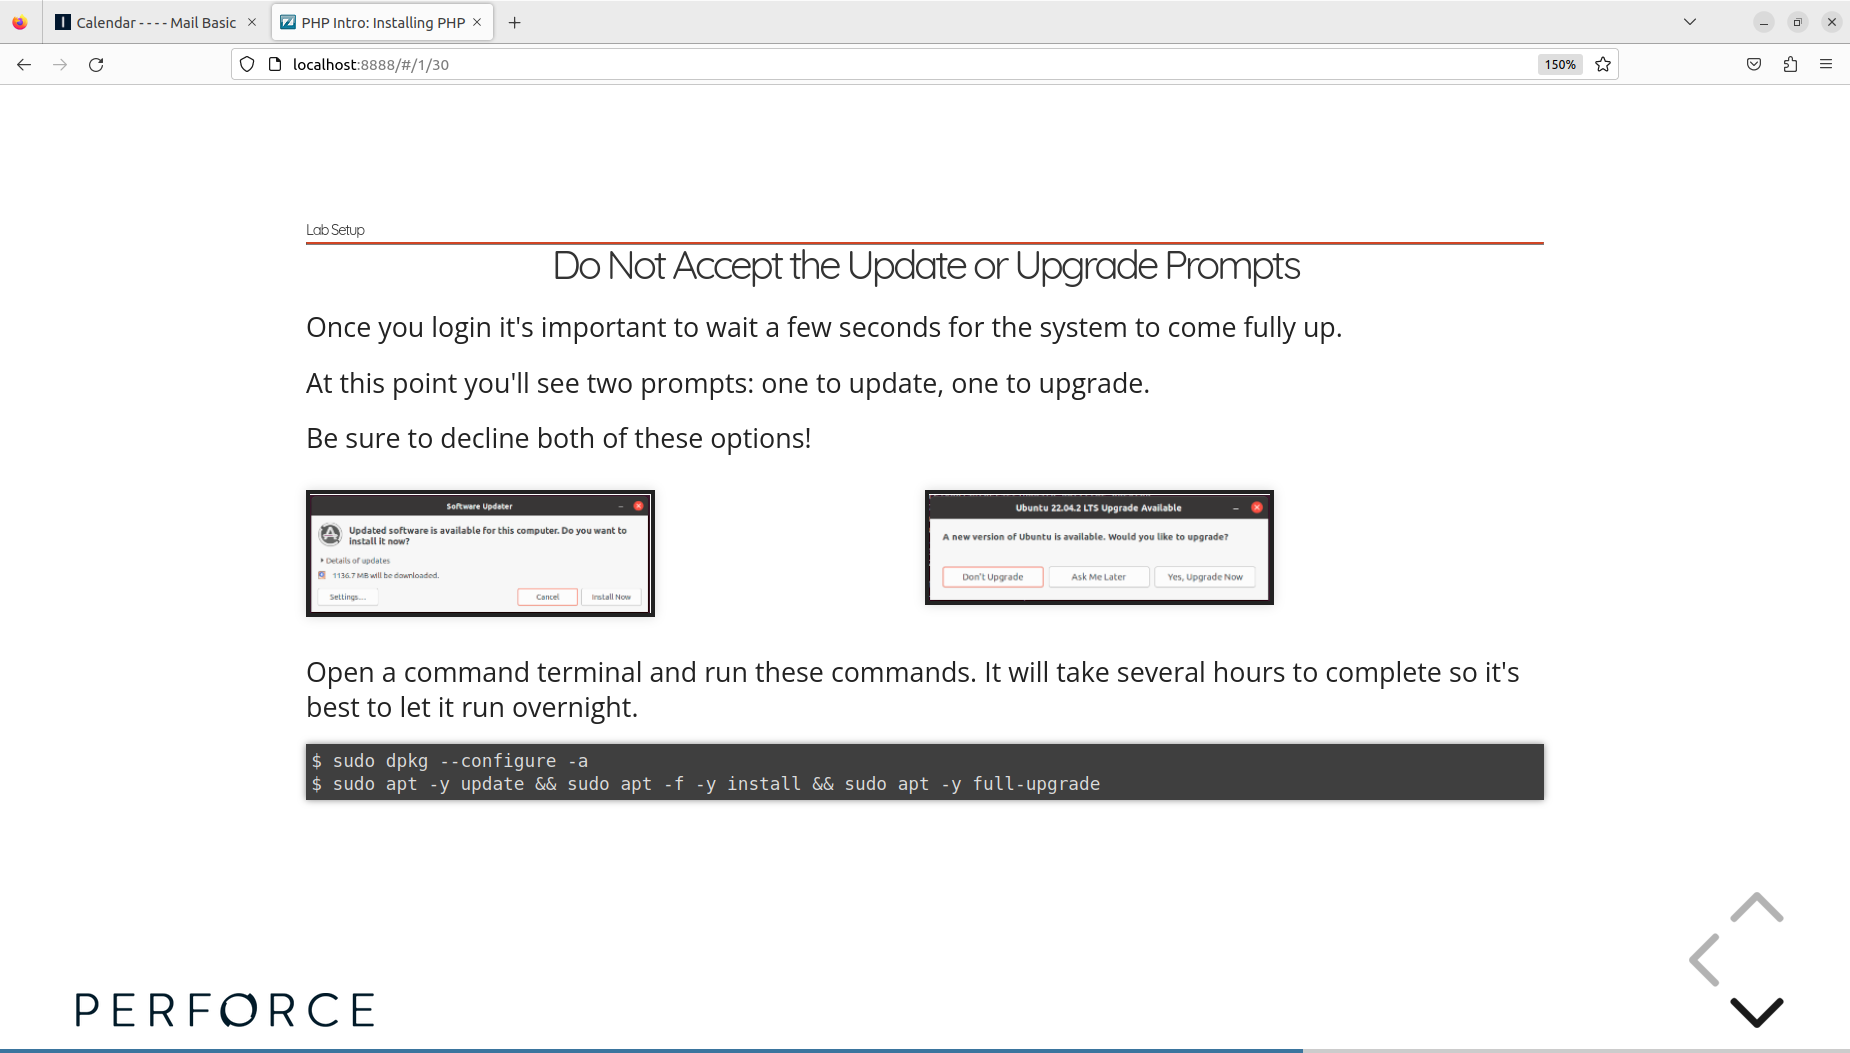 Calendar - - - - Mail Basic
PHP Intro: Installing PHP
localhost:8888/#/1/30
150%
Lab Setup
Do Not Accept the Update or Upgrade Prompts
Once you login it's important to wait a few seconds for the system to come fully up.
At this point you'll see two prompts: one to update, one to upgrade.
Be sure to decline both of these options!
Software Updater
Updated software is available for this computer. Do you want to
install it now?
Details of updates
1136.7 MB will be downloaded.
Settings...
Cancel
Install Now
Ubuntu 22.04.2 LTS Upgrade Available
A new version of Ubuntu is available. Would you like to upgrade?
Don't Upgrade
Ask Me Later
Yes, Upgrade Now
Open a command terminal and run these commands. It will take several hours to complete so it's
best to let it run overnight.
$ sudo dpkg --configure -a
$ sudo apt -y update && sudo apt -f -y install && sudo apt -y full-upgrade
PERFORCE